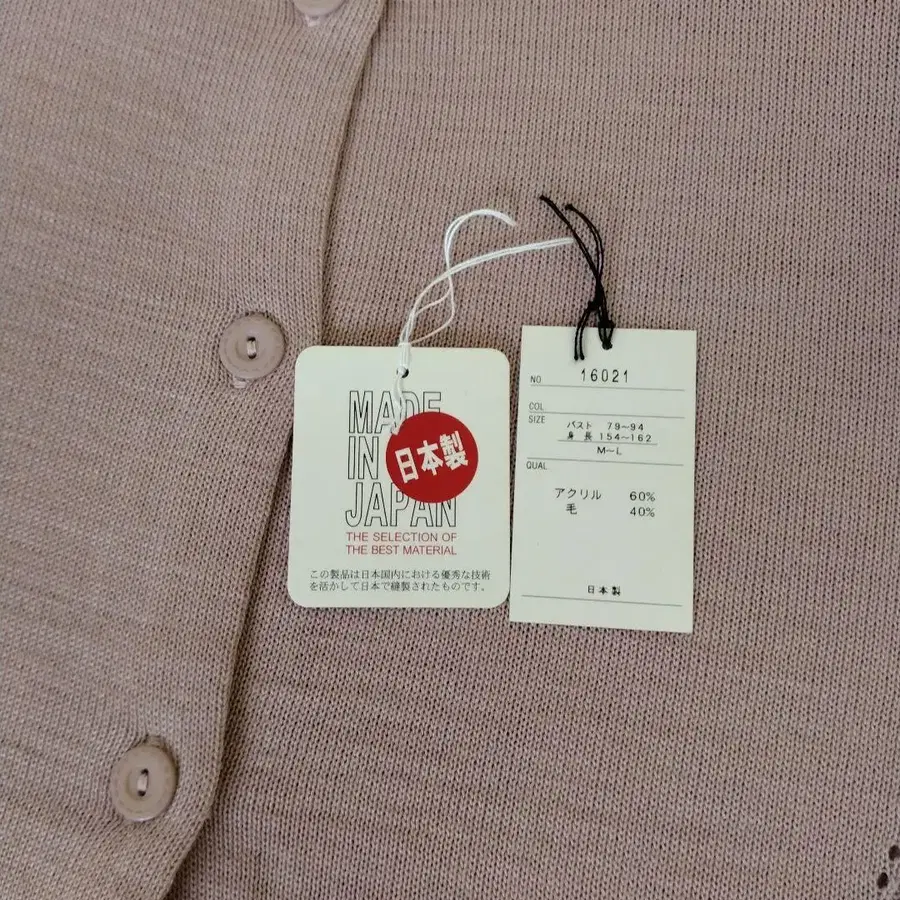 MADE
IN
JAPAN
日本製
THE SELECTION OF
THE BEST MATERIAL
この製品は日本国内における優秀な技術
を活かして日本で縫製されたものです。
NO 16021
COL
SIZE バスト 79~94
身長 154~162
M~L
QUAL
アクリル 60%
毛 40%
日本製